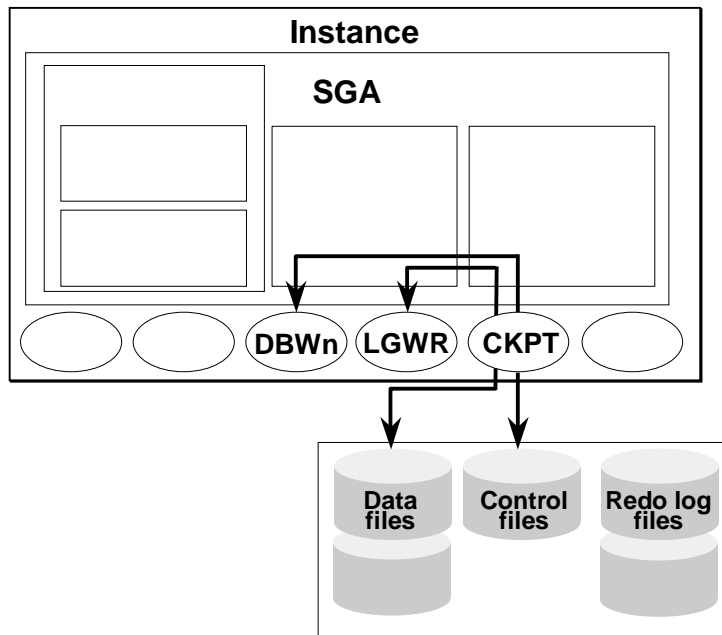 Instance
SGA
DBWn
LGWR
CKPT
Data
files
Control
files
Redo log
files